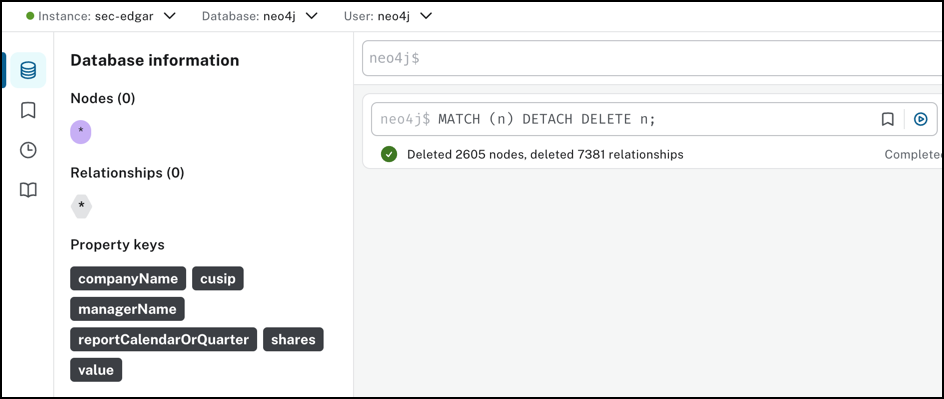 Instance: sec-edgar Database: neo4j User: neo4j
Database information
Nodes (0)
*
Relationships (0)
*
Property keys
companyName cusip
managerName
reportCalendarOrQuarter shares
value
neo4j$
neo4j$ MATCH (n) DETACH DELETE n;
Deleted 2605 nodes, deleted 7381 relationships Completed